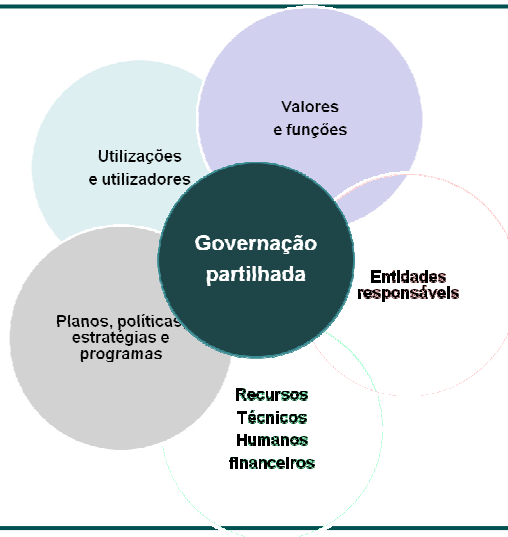 Valores
e funções
Utilizações
e utilizadores
Governação
partilhada
Entidades
responsáveis
Planos, políticas
estratégias e
programas
Recursos
Técnicos
Humanos
financeiros